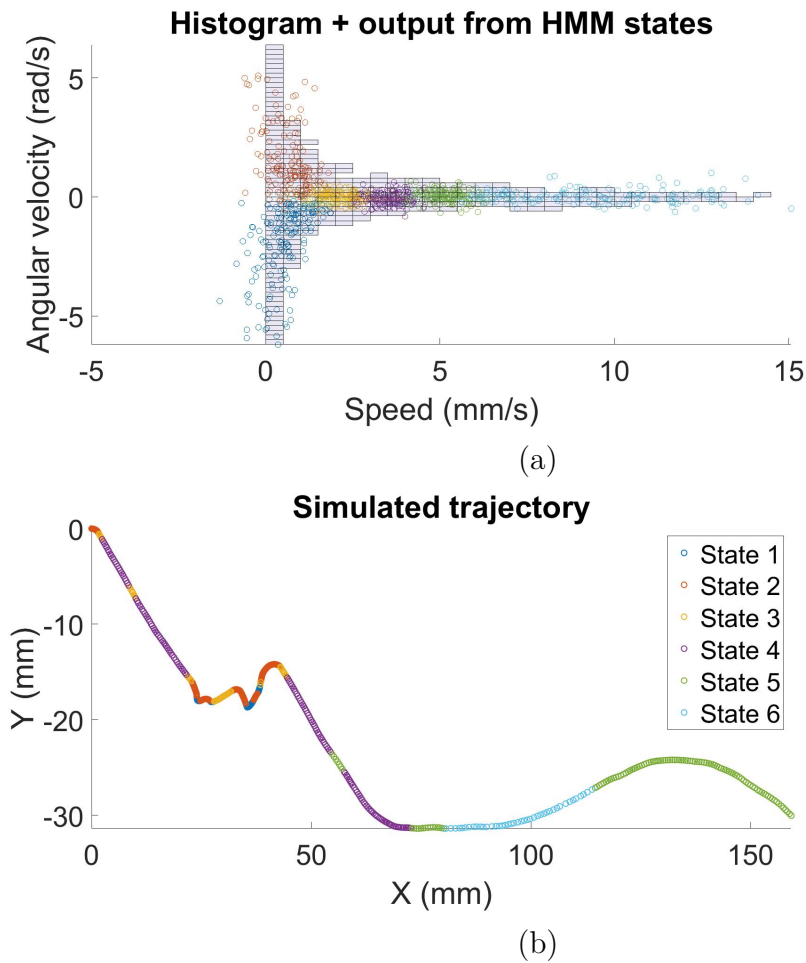 Histogram + output from HMM states
Angular velocity (rad/s)
5
0
-5
-5 0 5 10 15
Speed (mm/s)
(a)
Simulated trajectory
Y (mm)
0
-10
-20
-30
State 1
State 2
State 3
State 4
State 5
State 6
0 50 100 150
X (mm)
(b)